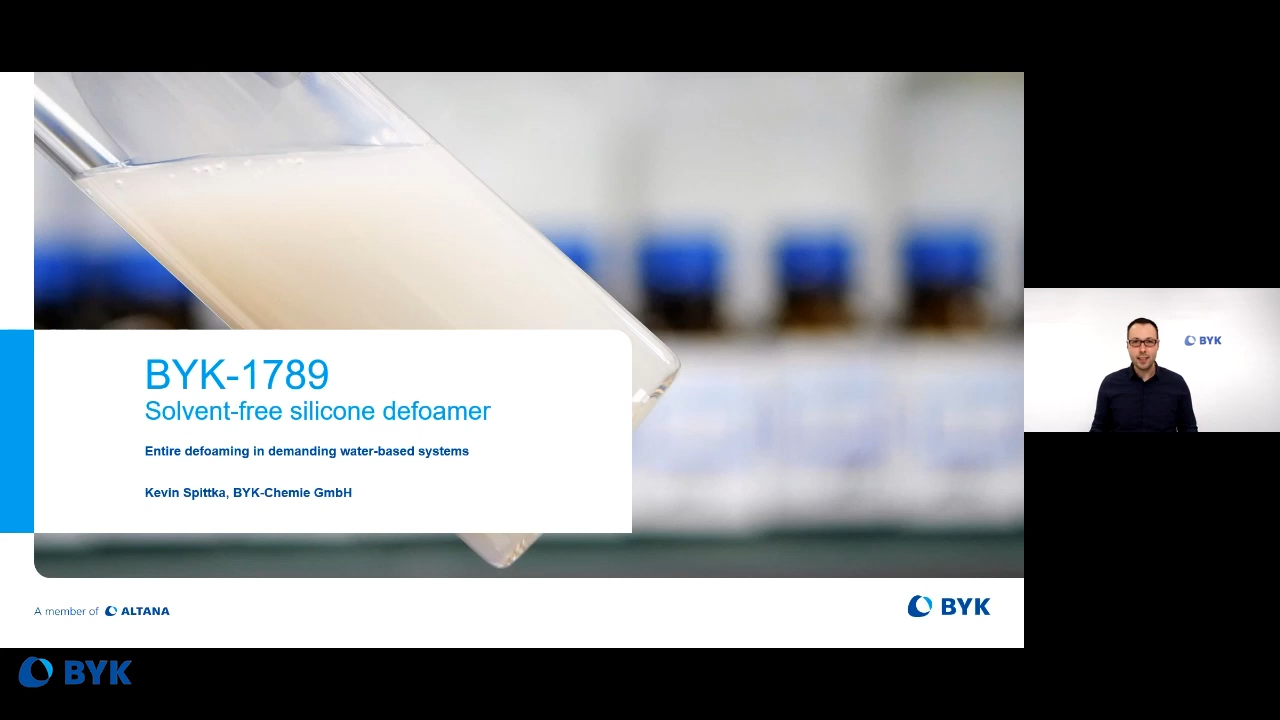 BYK-1789
Solvent-free silicone defoamer
Entire defoaming in demanding water-based systems
Kevin Spittka, BYK-Chemie GmbH
A member of ALTANA
BYK
BYK
BYK